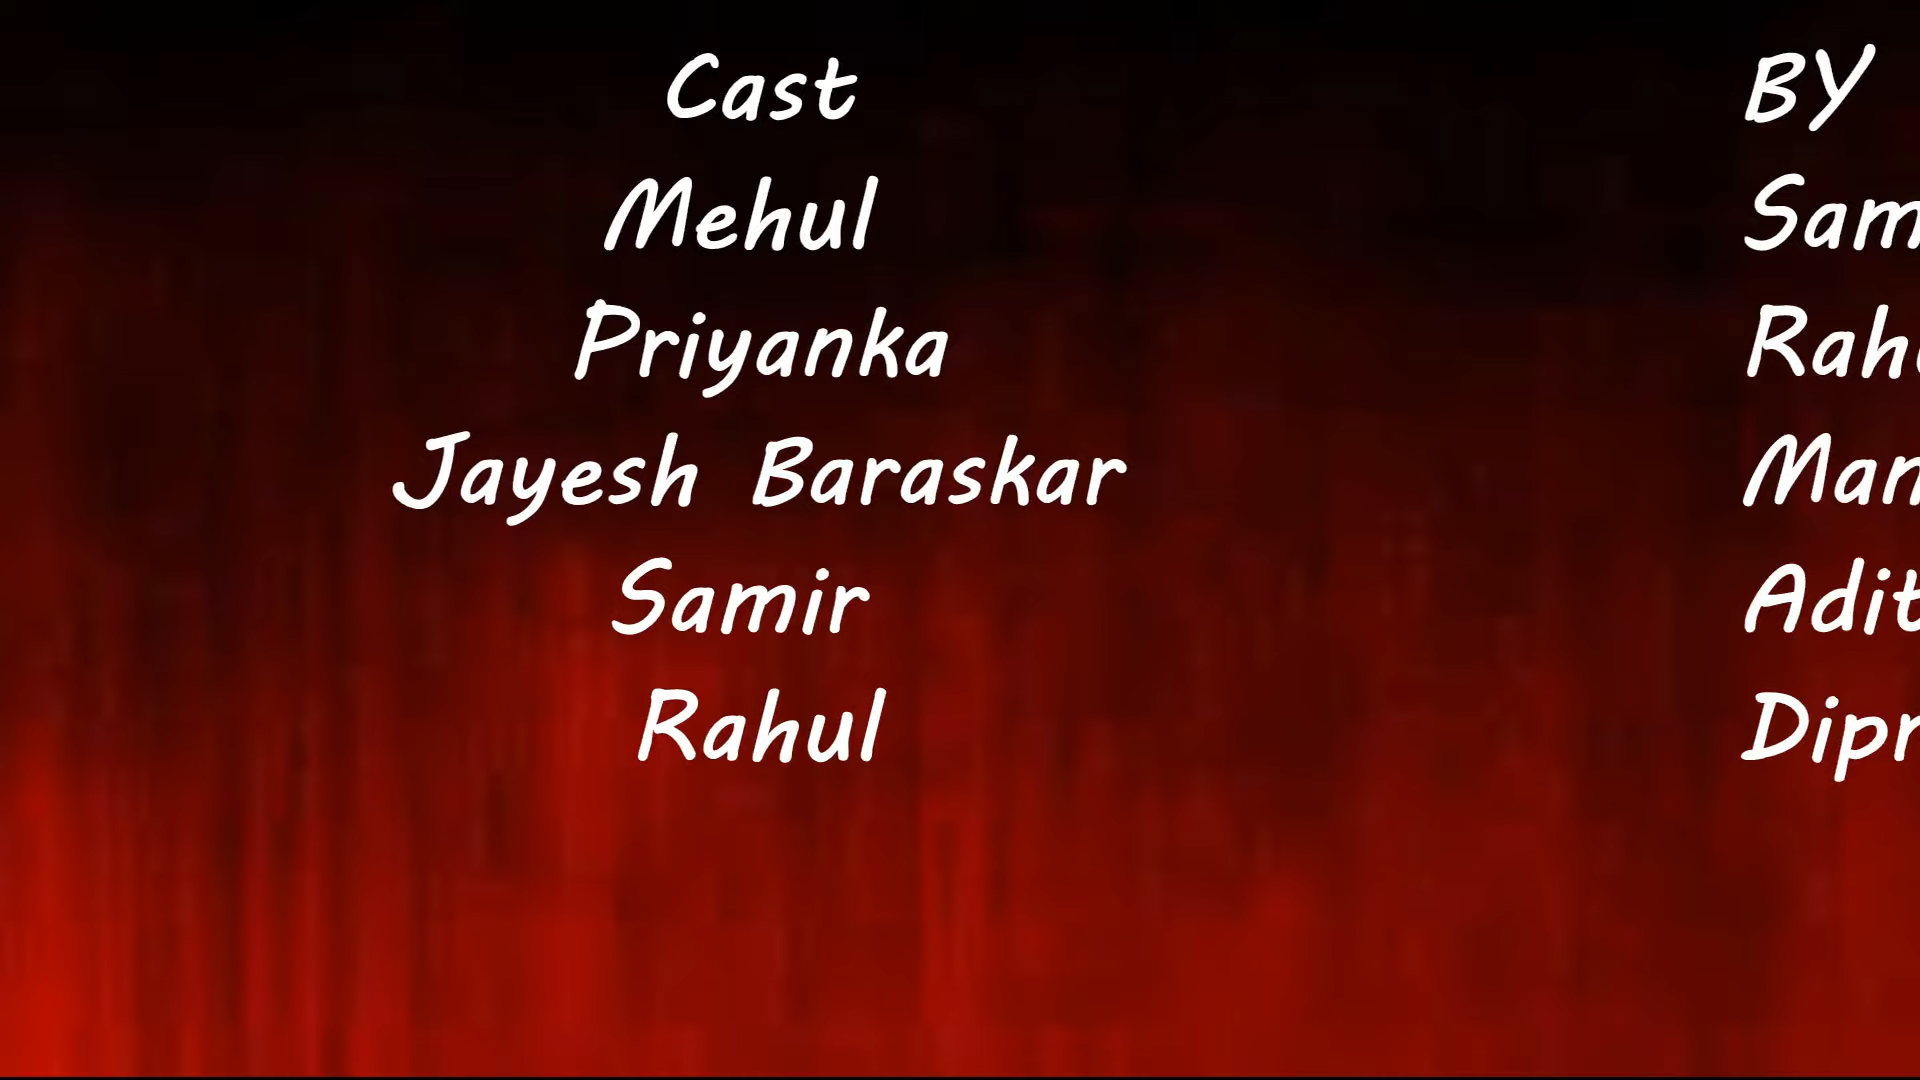 Cast
Mehul
Priyanka
Jayesh Baraskar
Samir
Rahul
BY